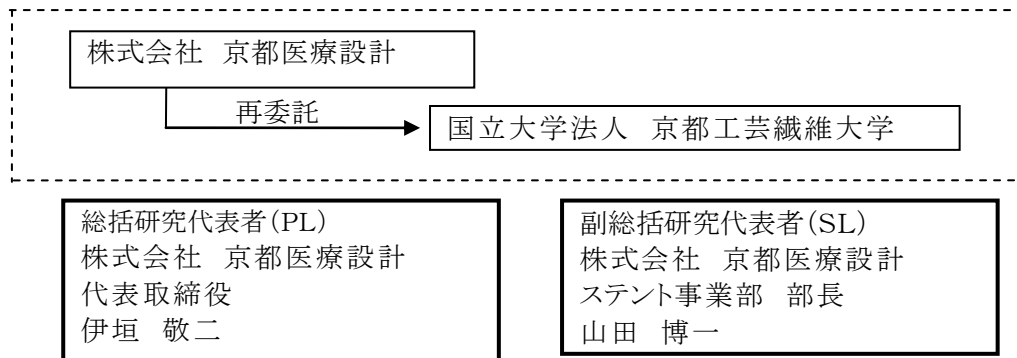 株式会社 京都医療設計
再委託
国立大学法人 京都工芸繊維大学
総括研究代表者(PL)
株式会社 京都医療設計
代表取締役
伊垣 敬二
副総括研究代表者(SL)
株式会社 京都医療設計
ステント事業部 部長
山田 博一